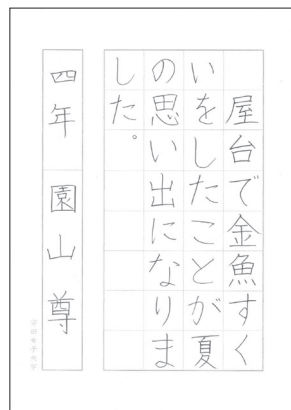 屋台で金魚すく
いをしたことが夏
の思い出になりま
した。
四年 園山尊